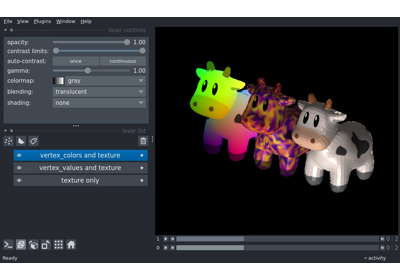 File View Plugins Window Help
layer controls
opacity: 1.00
contrast limits:
auto-contrast: once continuous
gamma: 1.00
colormap: gray
blending: translucent
shading: none
layer list
vertex_colors and texture
vertex_values and texture
texture only
1 0 2
0 0 2
Ready activity